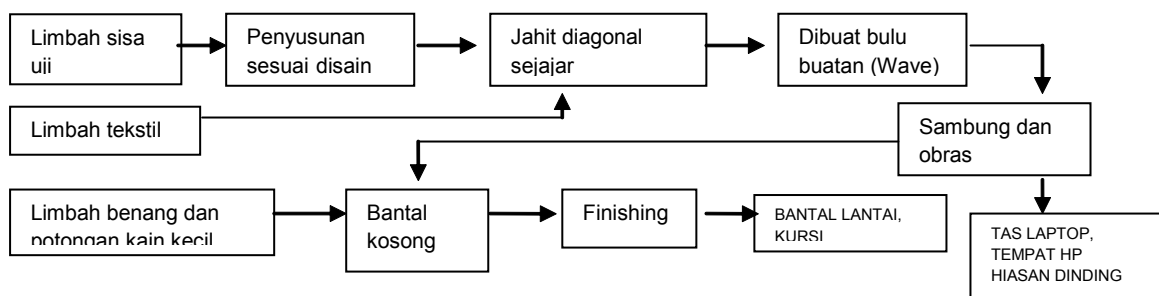 Limbah sisa
uji
Penyusunan
sesuai disain
Jahit diagonal
sejajar
Dibuat bulu
buatan (Wave)
Limbah tekstil
Sambung dan
obras
Limbah benang dan
potongan kain kecil
Bantal
kosong
Finishing
BANTAL LANTAI,
KURSI
TAS LAPTOP,
TEMPAT HP
HIASAN DINDING